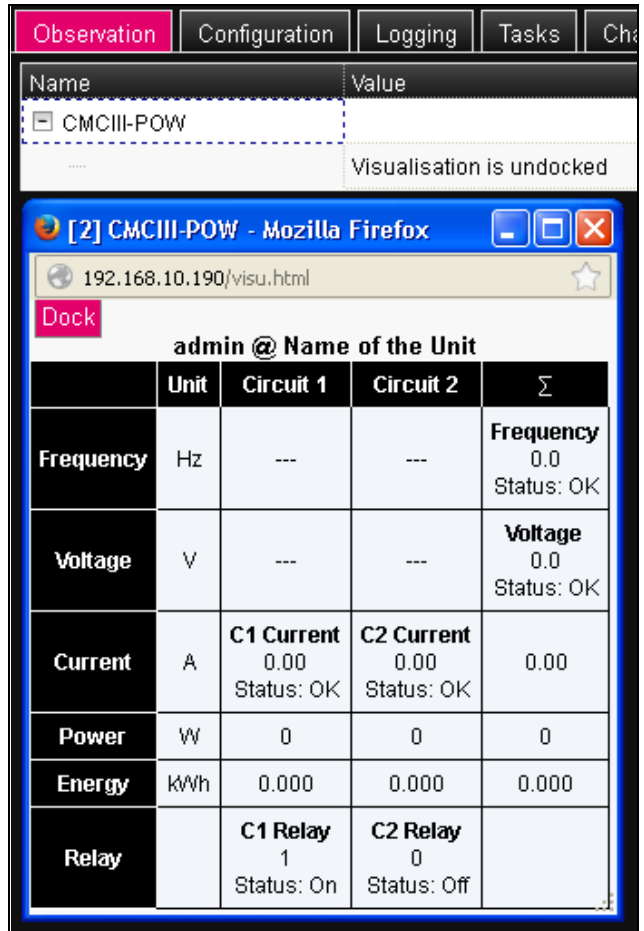 Observation Configuration Logging Tasks Cha
Name Value
CMCIII-POW
Visualisation is undocked
[2] CMCIII-POW - Mozilla Firefox
192.168.10.190/visu.html
Dock
admin @ Name of the Unit
Unit Circuit 1 Circuit 2 Σ
Frequency Hz --- --- Frequency
0.0
Status: OK
Voltage V --- --- Voltage
0.0
Status: OK
Current A C1 Current C2 Current 0.00
0.00 0.00
Status: OK Status: OK
Power W 0 0 0
Energy kWh 0.000 0.000 0.000
Relay C1 Relay C2 Relay
1 0
Status: On Status: Off